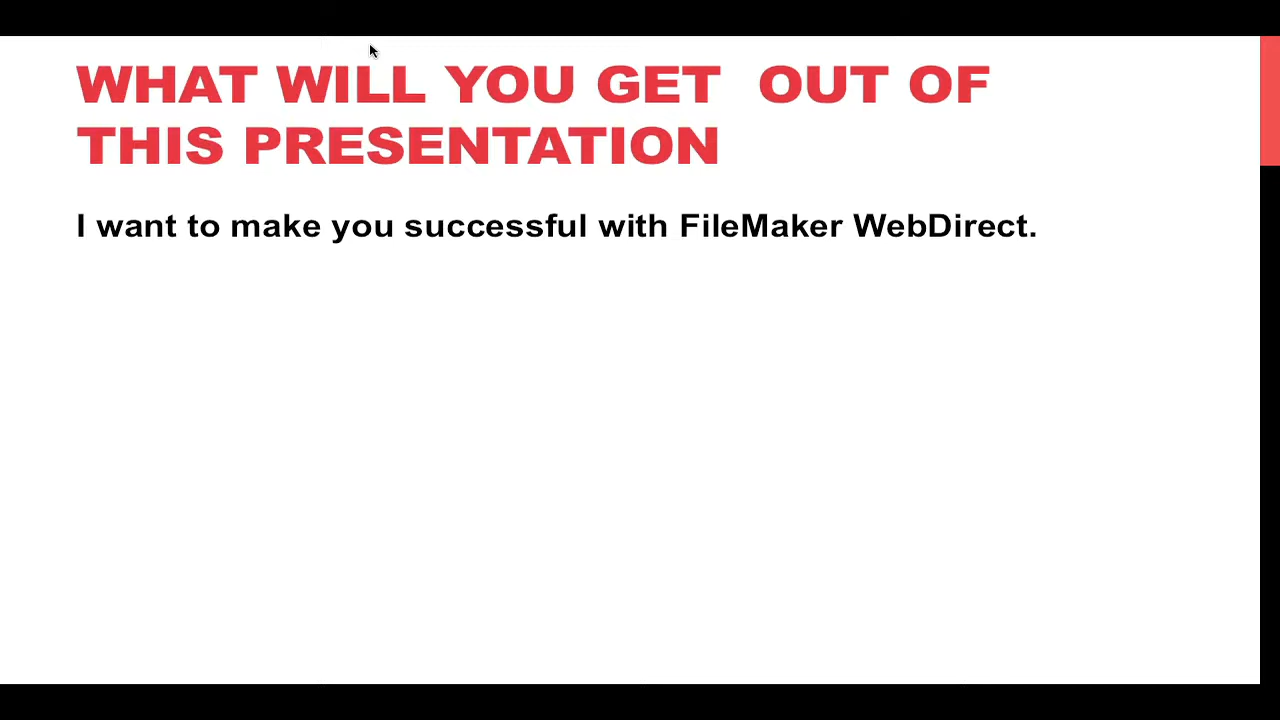 WHAT WILL YOU GET  OUT OF
THIS PRESENTATION
I want to make you successful with FileMaker WebDirect.